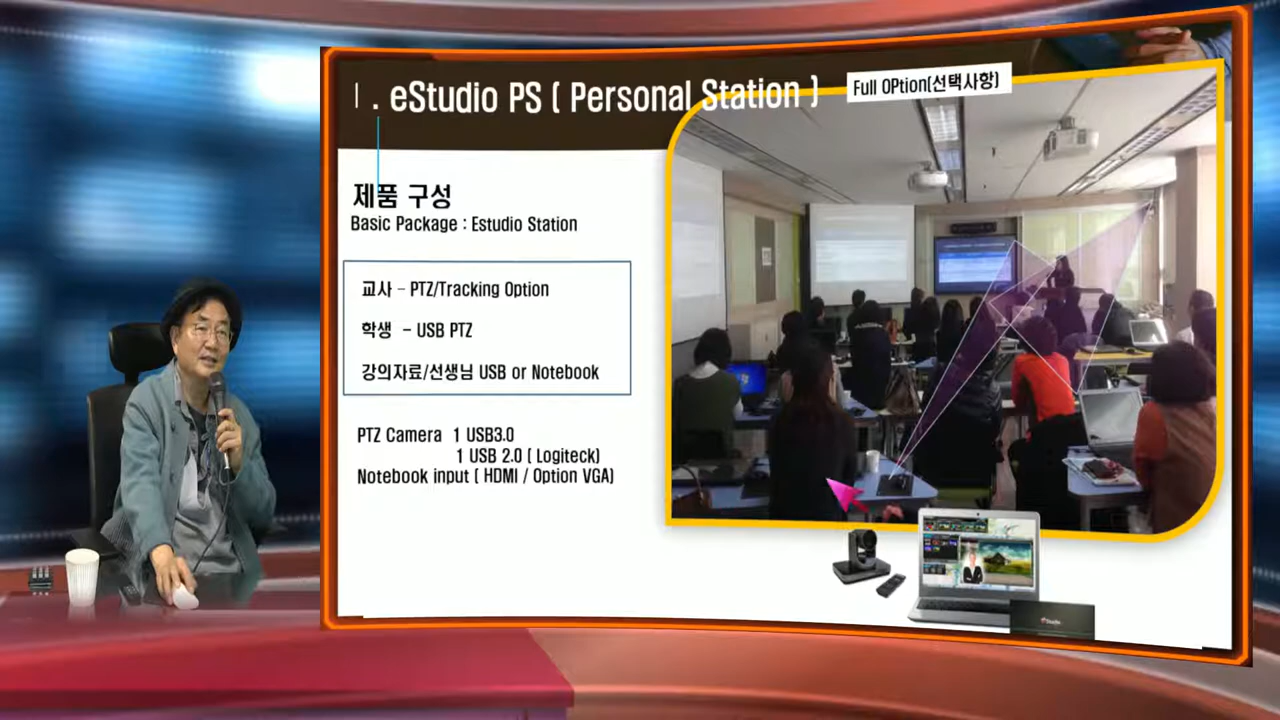 I . eStudio PS ( Personal Station )
Full OPtion(선택사항)
제품 구성
Basic Package : Estudio Station
교사 - PTZ/Tracking Option
학생 - USB PTZ
강의자료/선생님 USB or Notebook
PTZ Camera 1 USB3.0
1 USB 2.0 ( Logiteck)
Notebook input ( HDMI / Option VGA)